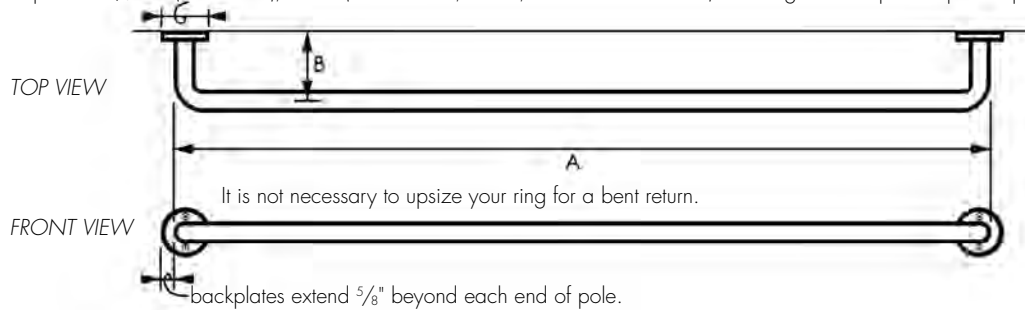 C
B
TOP VIEW
A
It is not necessary to upsize your ring for a bent return.
FRONT VIEW
backplates extend 5/8" beyond each end of pole.